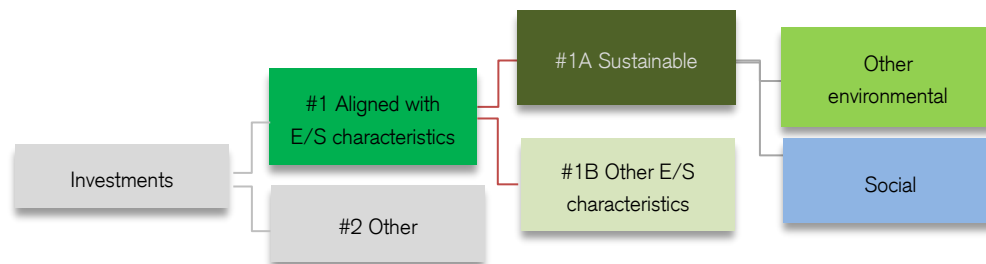 Investments
#1 Aligned with
E/S characteristics
#2 Other
#1A Sustainable
#1B Other E/S
characteristics
Other
environmental
Social